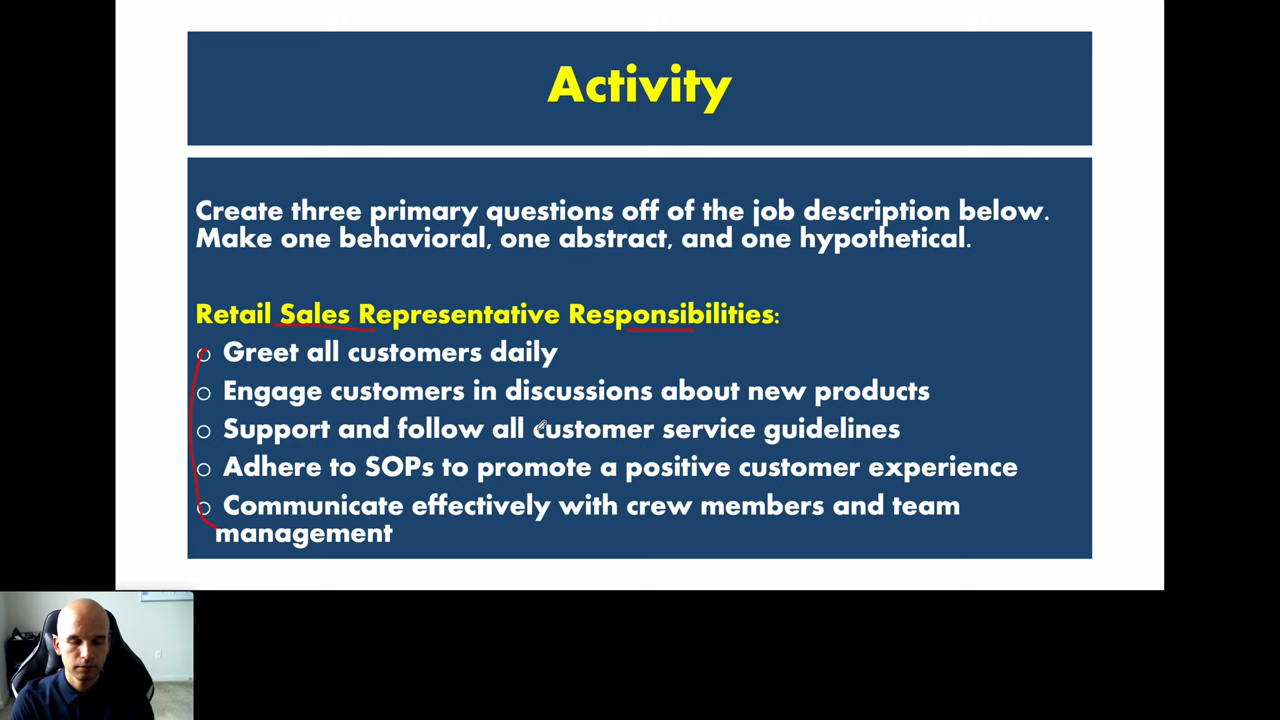 Activity
Create three primary questions off of the job description below.
Make one behavioral, one abstract, and one hypothetical.
Retail Sales Representative Responsibilities:
o Greet all customers daily
o Engage customers in discussions about new products
o Support and follow all customer service guidelines
o Adhere to SOPs to promote a positive customer experience
o Communicate effectively with crew members and team
management